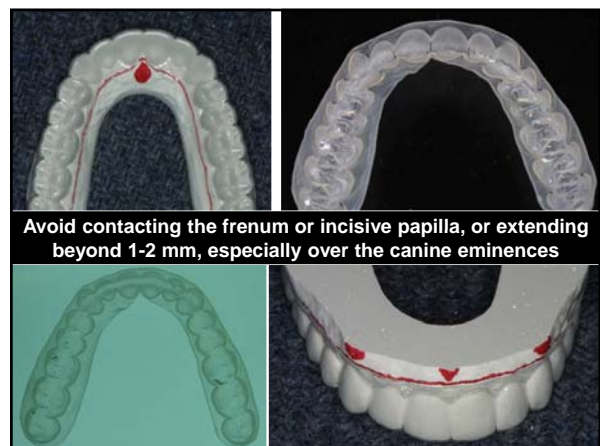 Avoid contacting the frenum or incisive papilla, or extending
beyond 1-2 mm, especially over the canine eminences